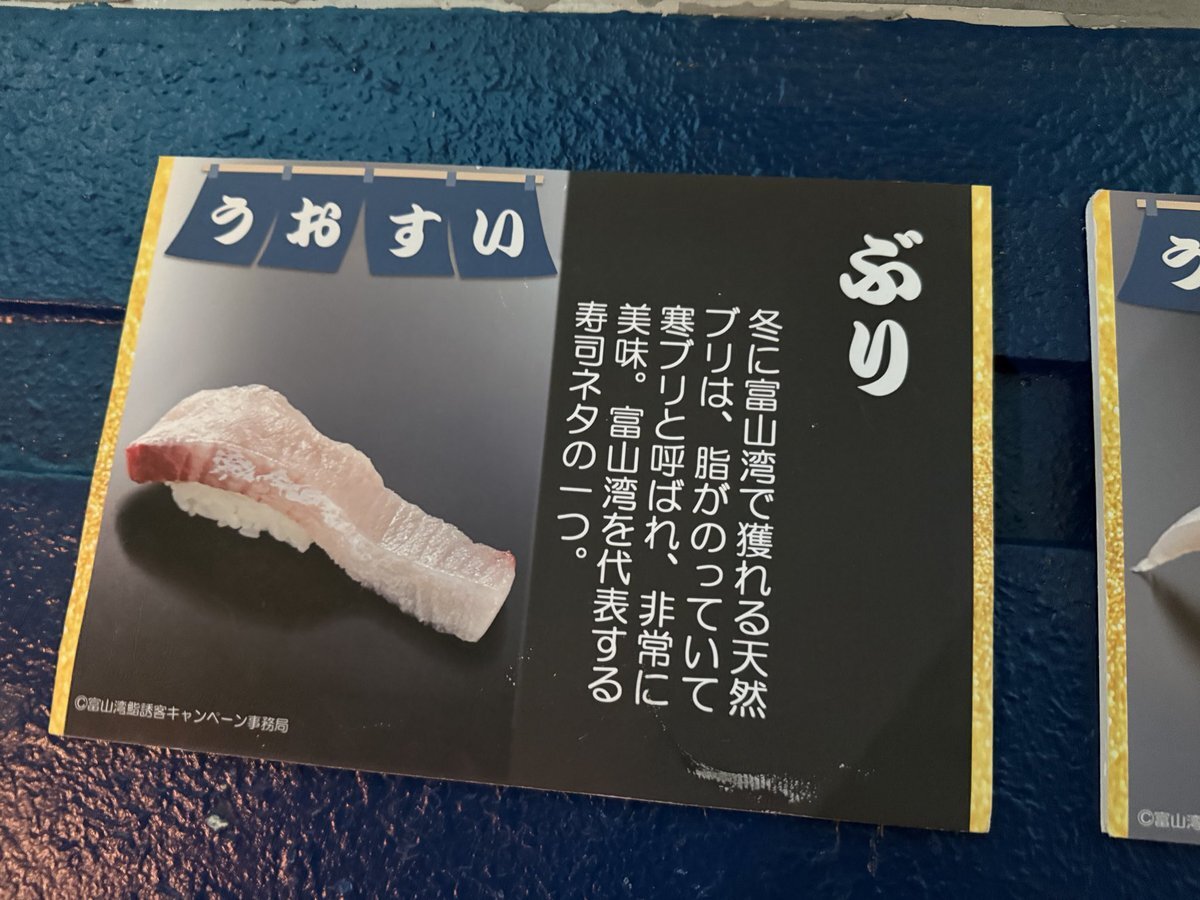 うおすい
ぶり
冬に富山湾で獲れる天然
ブリは、脂がのっていて
寒ブリと呼ばれ、非常に
美味。富山湾を代表する
寿司ネタの一つ。
©富山湾鮨誘客キャンペーン事務局
う
©富山湾